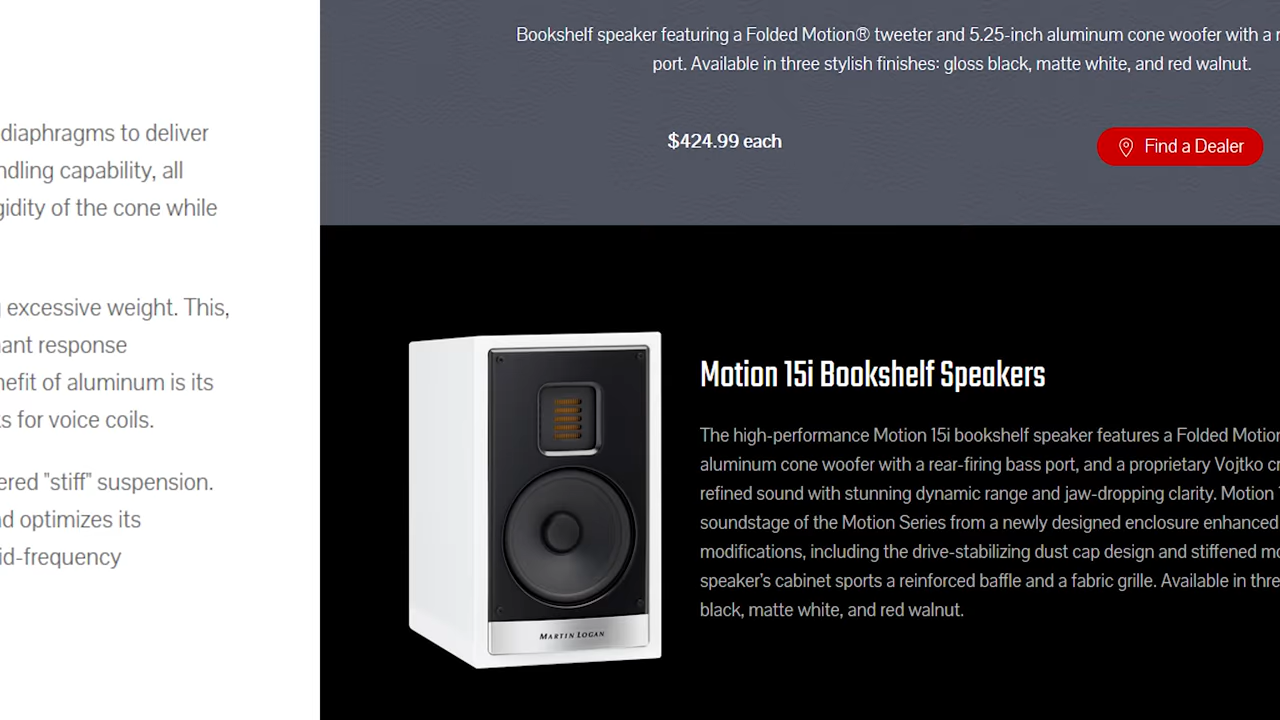 diaphragms to deliver
ndling capability, all
gidity of the cone while
excessive weight. This,
ant response
nefit of aluminum is its
s for voice coils.
ered "stiff" suspension.
d optimizes its
id-frequency
Bookshelf speaker featuring a Folded Motion® tweeter and 5.25-inch aluminum cone woofer with a
port. Available in three stylish finishes: gloss black, matte white, and red walnut.
$424.99 each
Find a Dealer
Motion 15i Bookshelf Speakers
The high-performance Motion 15i bookshelf speaker features a Folded Motion
aluminum cone woofer with a rear-firing bass port, and a proprietary Vojtko cr
refined sound with stunning dynamic range and jaw-dropping clarity. Motion
soundstage of the Motion Series from a newly designed enclosure enhanced
modifications, including the drive-stabilizing dust cap design and stiffened mo
speaker's cabinet sports a reinforced baffle and a fabric grille. Available in thre
black, matte white, and red walnut.
MARTIN LOGAN